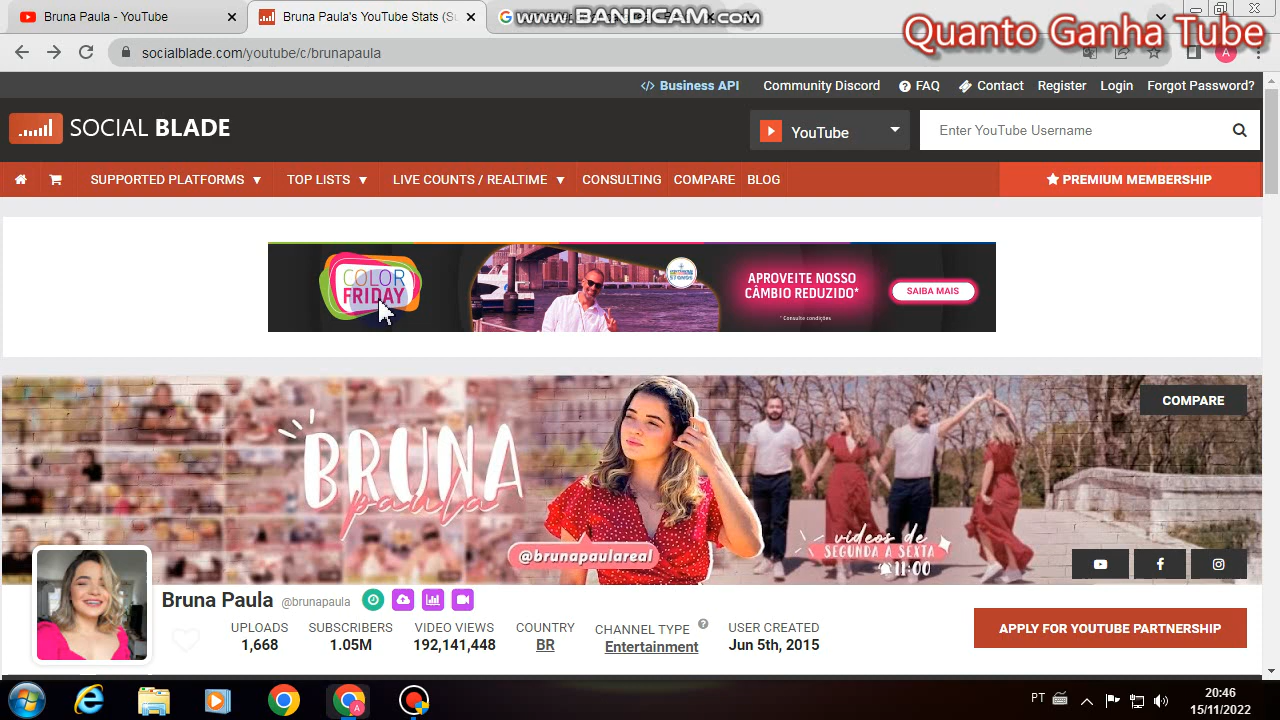 Bruna Paula - YouTube
Bruna Paula's YouTube Stats (Su
www.BANDICAM.com
Quanto Ganha Tube
socialblade.com/youtube/c/brunapaula
A
</> Business API
Community Discord
FAQ
Contact
Register
Login
Forgot Password?
SOCIAL BLADE
YouTube
Enter YouTube Username
SUPPORTED PLATFORMS
TOP LISTS
LIVE COUNTS / REALTIME
CONSULTING
COMPARE
BLOG
PREMIUM MEMBERSHIP
COLOR
FRIDAY
APROVEITE NOSSO
CÂMBIO REDUZIDO*
* Consulte condições
SAIBA MAIS
COMPARE
BRUNA
paula
@brunapaulareal
vídeos de
SEGUNDA A SEXTA
11:00
Bruna Paula @brunapaula
UPLOADS
1,668
SUBSCRIBERS
1.05M
VIDEO VIEWS
192,141,448
COUNTRY
BR
CHANNEL TYPE
Entertainment
USER CREATED
Jun 5th, 2015
APPLY FOR YOUTUBE PARTNERSHIP
PT
20:46
15/11/2022